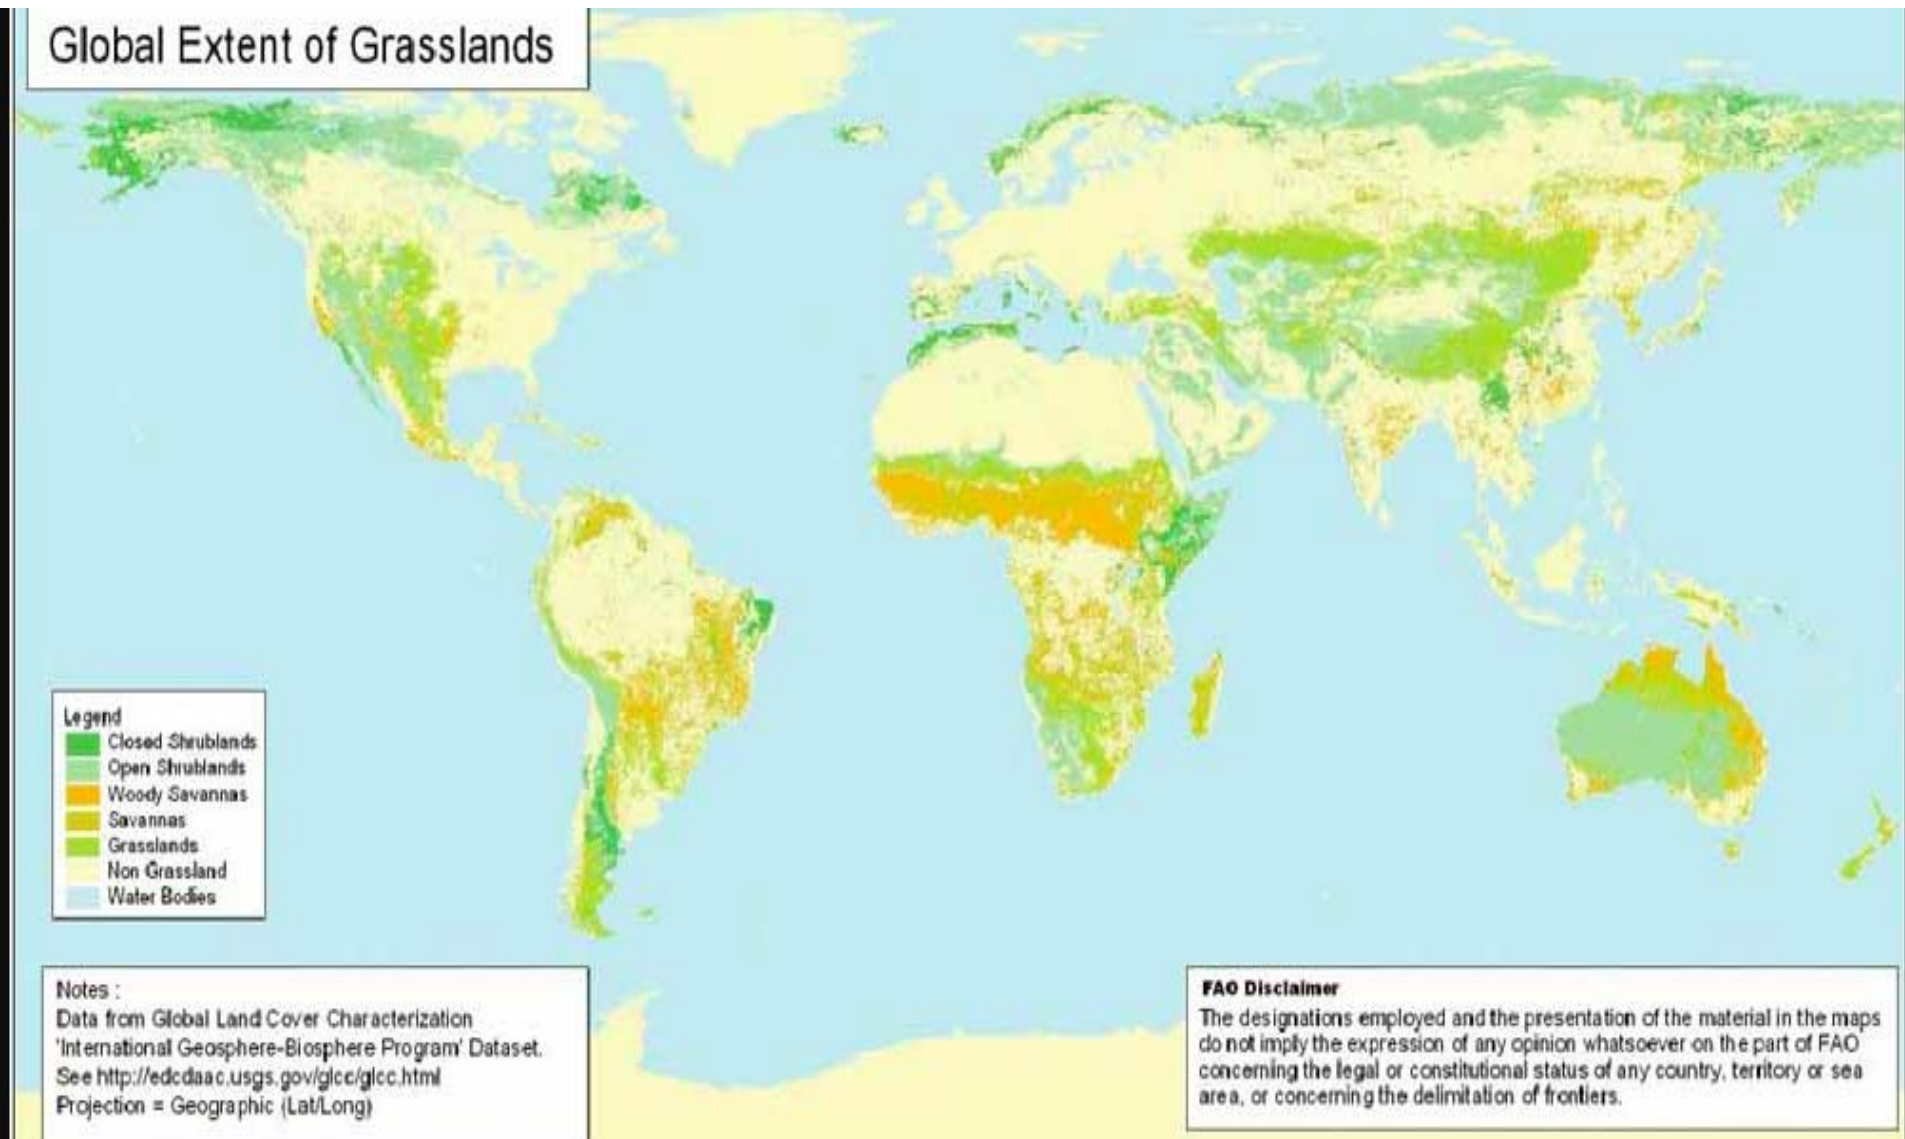 Global Extent of Grasslands
Legend
Closed Shrublands
Open Shrublands
Woody Savannas
Savannas
Grasslands
Non Grassland
Water Bodies
Notes :
Data from Global Land Cover Characterization
'International Geosphere-Biosphere Program' Dataset.
See http://edcdaac.usgs.gov/glcc/glcc.html
Projection = Geographic (Lat/Long)
FAO Disclaimer
The designations employed and the presentation of the material in the maps
do not imply the expression of any opinion whatsoever on the part of FAO
concerning the legal or constitutional status of any country, territory or sea
area, or concerning the delimitation of frontiers.